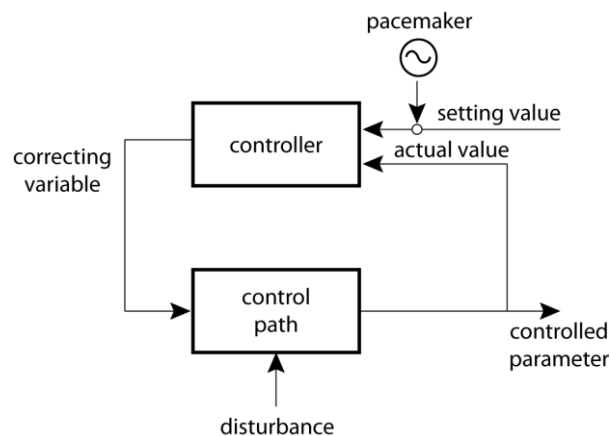 pacemaker
setting value
controller
actual value
correcting
variable
control
path
controlled
parameter
disturbance